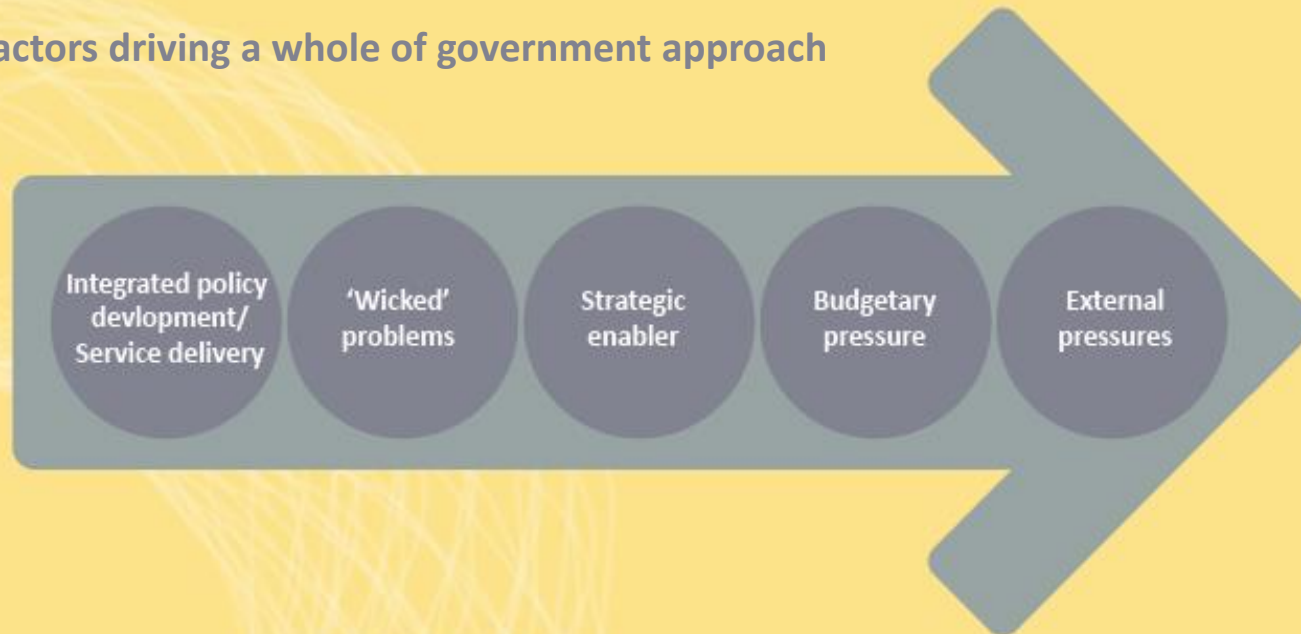 actors driving a whole of government approach
Integrated policy
devlopment/
Service delivery
‘Wicked’
problems
Strategic
enabler
Budgetary
pressure
External
pressures